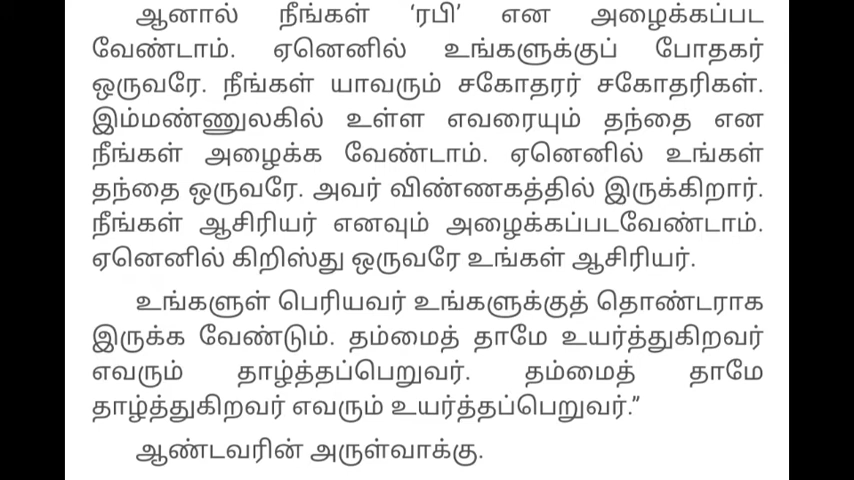 ஆனால் நீங்கள் ‘ரபி’ என அழைக்கப்பட
வேண்டாம். ஏனெனில் உங்களுக்குப் போதகர்
ஒருவரே. நீங்கள் யாவரும் சகோதரர் சகோதரிகள்.
இம்மண்ணுலகில் உள்ள எவரையும் தந்தை என
நீங்கள் அழைக்க வேண்டாம். ஏனெனில் உங்கள்
தந்தை ஒருவரே. அவர் விண்ணகத்தில் இருக்கிறார்.
நீங்கள் ஆசிரியர் எனவும் அழைக்கப்படவேண்டாம்.
ஏனெனில் கிறிஸ்து ஒருவரே உங்கள் ஆசிரியர்.
உங்களுள் பெரியவர் உங்களுக்குத் தொண்டராக
இருக்க வேண்டும். தம்மைத் தாமே உயர்த்துகிறவர்
எவரும் தாழ்த்தப்பெறுவர். தம்மைத் தாமே
தாழ்த்துகிறவர் எவரும் உயர்த்தப்பெறுவர்.”
ஆண்டவரின் அருள்வாக்கு.